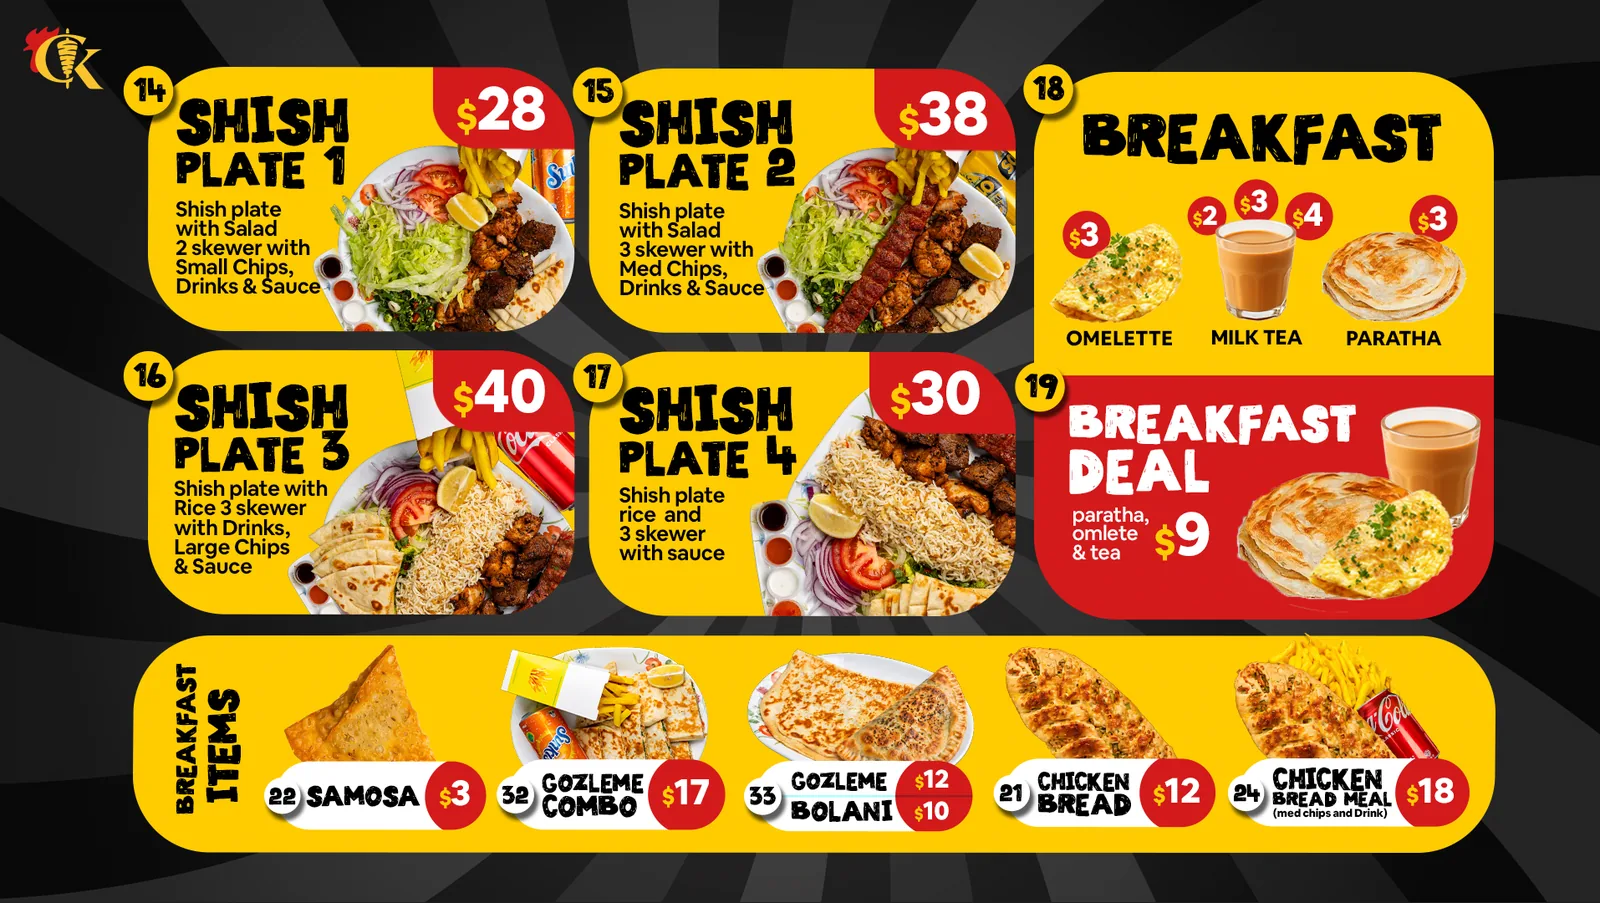 CK
14
SHISH
PLATE 1
$28
Shish plate
with Salad
2 skewer with
Small Chips,
Drinks & Sauce
15
SHISH
PLATE 2
$38
Shish plate
with Salad
3 skewer with
Med Chips,
Drinks & Sauce
16
SHISH
PLATE 3
$40
Shish plate with
Rice 3 skewer
with Drinks,
Large Chips
& Sauce
17
SHISH
PLATE 4
$30
Shish plate
rice and
3 skewer
with sauce
18
BREAKFAST
$3
$2
$3
$4
$3
OMELETTE
MILK TEA
PARATHA
19
BREAKFAST
DEAL
paratha,
omlete
& tea
$9
BREAKFAST
ITEMS
22 SAMOSA $3
32 GOZLEME
COMBO
$17
33 GOZLEME $12
BOLANI $10
21 CHICKEN
BREAD
$12
24 CHICKEN
BREAD MEAL
(med chips and Drink)
$18